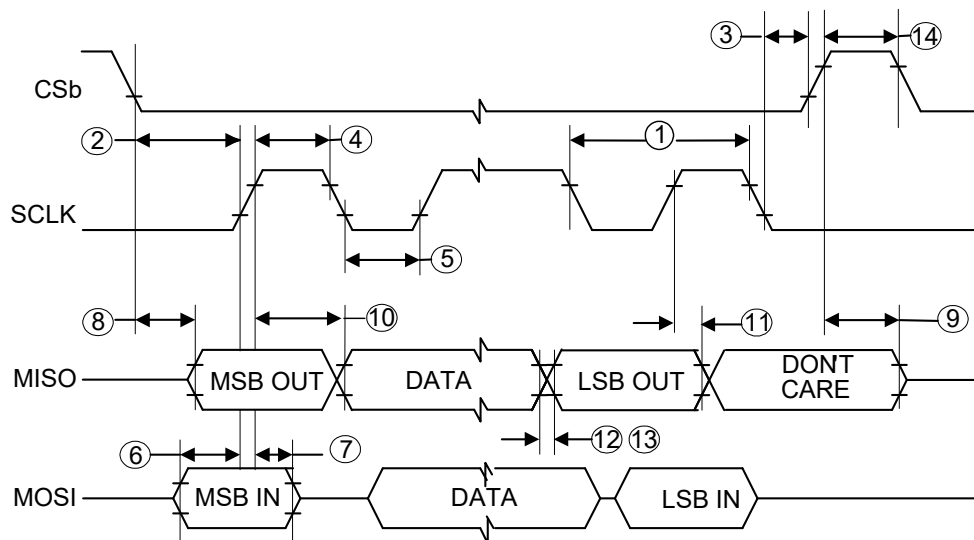 ③ ⑭
CSb
② ④ ①
SCLK
⑤
⑧ ⑩ ⑪ ⑨
MISO MSB OUT DATA LSB OUT DON'T CARE
⑥ ⑦ ⑫ ⑬
MOSI MSB IN DATA LSB IN